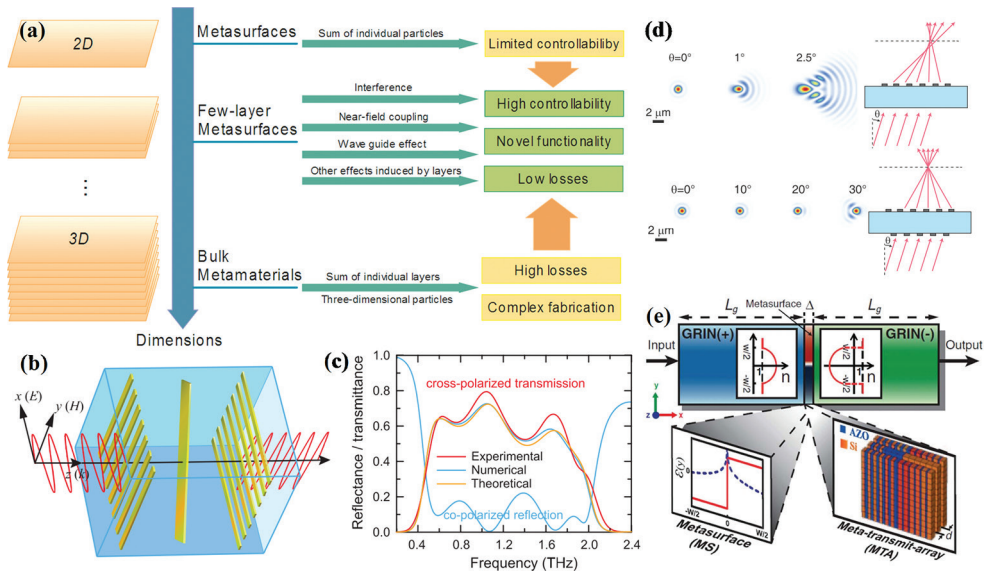 (a)
2D
⋮
3D
Dimensions
Metasurfaces
Few-layer
Metasurfaces
Bulk
Metamaterials
Sum of individual particles
Interference
Near-field coupling
Wave guide effect
Other effects induced by layers
Sum of individual layers
Three-dimensional particles
Limited controllabiliby
High controllability
Novel functionality
Low losses
High losses
Complex fabrication
(b)
x (E)
y (H)
(c)
Reflectance / transmittance
1.0
0.8
0.6
0.4
0.2
0.0
cross-polarized transmission
Experimental
Numerical
Theoretical
co-polarized reflection
0.4 0.8 1.2 1.6 2.0 2.4
Frequency (THz)
(d)
θ=0° 1° 2.5°
2 μm
θ
θ=0° 10° 20° 30°
2 μm
θ
(e)
Lg Metasurface Δ Lg
GRIN(+) GRIN(-)
Input Output
W/2
-W/2
1
n
W/2
-W/2
1
n
y
z x
ε(y)
0
-W/2 0 W/2
Metasurface
(MS)
AZO
Si
d
Meta-transmit-array
(MTA)